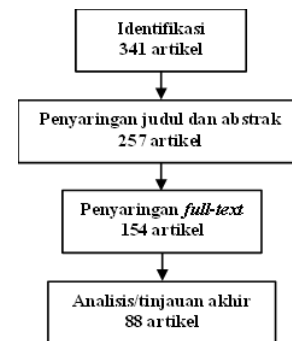 Identifikasi
341 artikel
Penyaringan judul dan abstrak
257 artikel
Penyaringan full-text
154 artikel
Analisis/tinjauan akhir
88 artikel